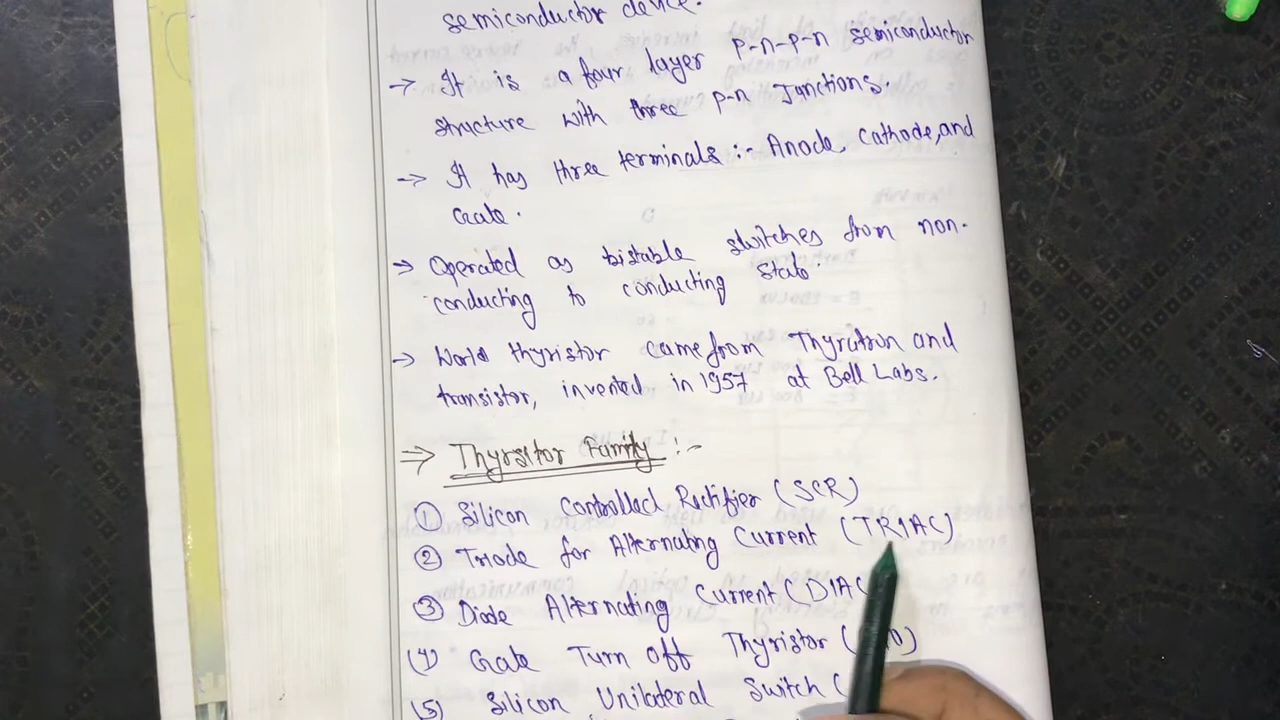 semiconductor device.
→ It is a four layer p-n-p-n semiconductor
structure with three p-n Junctions.
→ It has three terminals :- Anode, Cathode, and
Gate.
→ Operated as bistable switches from non-
conducting to conducting state.
→ World thyristor came from Thyratron and
transistor, invented in 1957 at Bell Labs.
⇒ Thyrsitor Family :-
① Silicon Controlled Rectifier (SCR)
② Triode for Alternating Current (TRIAC)
③ Diode Alternating Current (DIAC
(4) Gate Turn off Thyristor (
(5) Silicon Unilateral Switch (